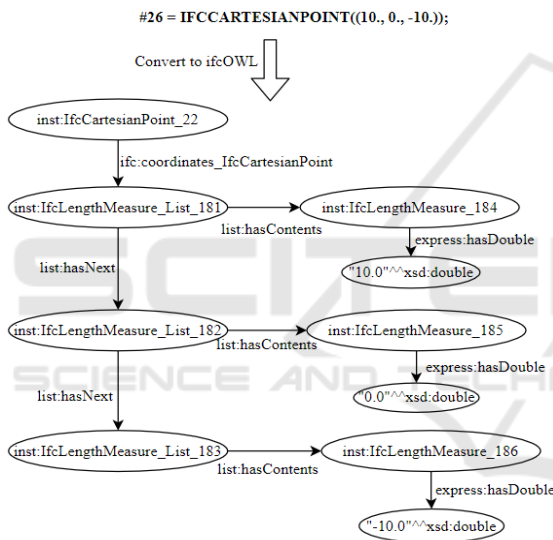 #26 = IFCCARTESIANPOINT((10., 0., -10.));
Convert to ifcOWL
inst:IfcCartesianPoint_22
ifc:coordinates_IfcCartesianPoint
inst:IfcLengthMeasure_List_181
inst:IfcLengthMeasure_184
list:hasContents
express:hasDouble
list:hasNext
"10.0"^^xsd:double
inst:IfcLengthMeasure_List_182
inst:IfcLengthMeasure_185
list:hasContents
express:hasDouble
SCIENCE AND
list:hasNext
"0.0"^^xsd:double
inst:IfcLengthMeasure_List_183
inst:IfcLengthMeasure_186
list:hasContents
express:hasDouble
"-10.0"^^xsd:double